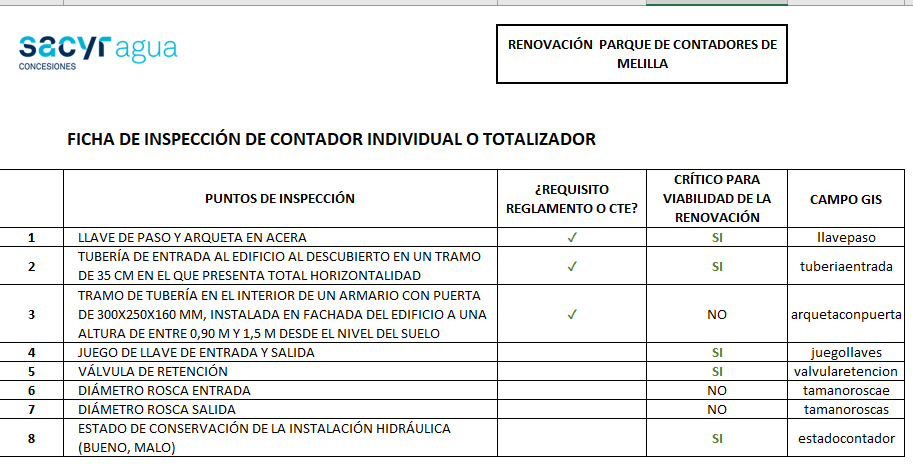 sacyr agua
CONCESIONES
RENOVACIÓN PARQUE DE CONTADORES DE
MELILLA
FICHA DE INSPECCIÓN DE CONTADOR INDIVIDUAL O TOTALIZADOR
PUNTOS DE INSPECCIÓN
¿REQUISITO
REGLAMENTO O CTE?
CRÍTICO PARA
VIABILIDAD DE LA
RENOVACIÓN
CAMPO GIS
1 LLAVE DE PASO Y ARQUETA EN ACERA ✓ SI llavepaso
2 TUBERÍA DE ENTRADA AL EDIFICIO AL DESCUBIERTO EN UN TRAMO
DE 35 CM EN EL QUE PRESENTA TOTAL HORIZONTALIDAD ✓ SI tuberiaentrada
3 TRAMO DE TUBERÍA EN EL INTERIOR DE UN ARMARIO CON PUERTA
DE 300X250X160 MM, INSTALADA EN FACHADA DEL EDIFICIO A UNA
ALTURA DE ENTRE 0,90 M Y 1,5 M DESDE EL NIVEL DEL SUELO ✓ NO arquetaconpuerta
4 JUEGO DE LLAVE DE ENTRADA Y SALIDA SI juegollaves
5 VÁLVULA DE RETENCIÓN SI valvularetencion
6 DIÁMETRO ROSCA ENTRADA NO tamanoroscae
7 DIÁMETRO ROSCA SALIDA NO tamanoroscas
8 ESTADO DE CONSERVACIÓN DE LA INSTALACIÓN HIDRÁULICA
(BUENO, MALO) SI estadocontador